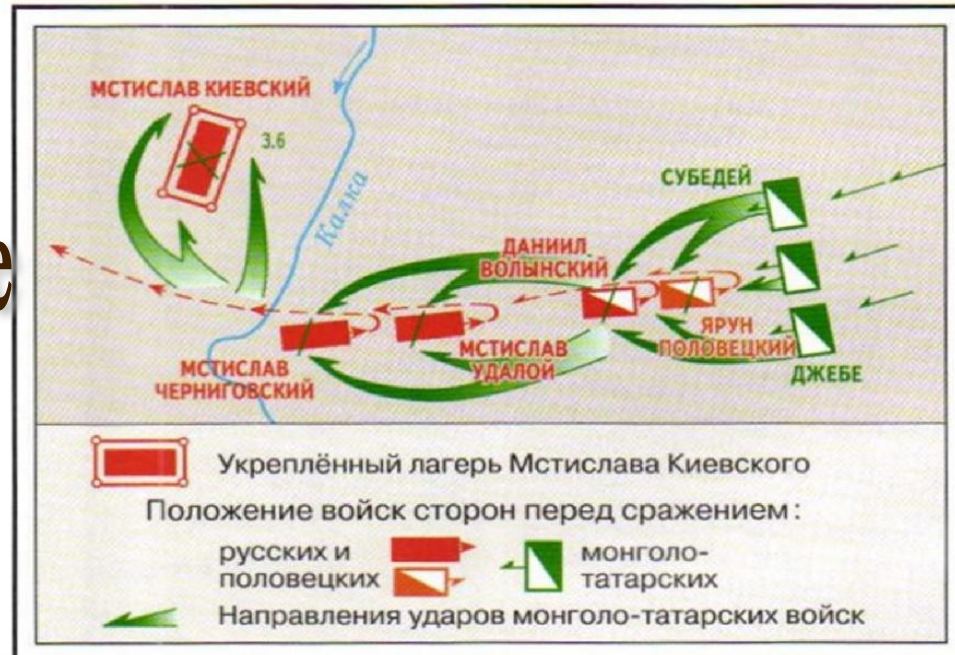 е
МСТИСЛАВ КИЕВСКИЙ
3.6
Калка
СУБЕДЕЙ
ДАНИИЛ
ВОЛЫНСКИЙ
ЯРУН
ПОЛОВЕЦКИЙ
МСТИСЛАВ
УДАЛОЙ
МСТИСЛАВ
ЧЕРНИГОВСКИЙ
ДЖЕБЕ
Укреплённый лагерь Мстислава Киевского
Положение войск сторон перед сражением:
русских и
половецких
монголо-
татарских
Направления ударов монголо-татарских войск